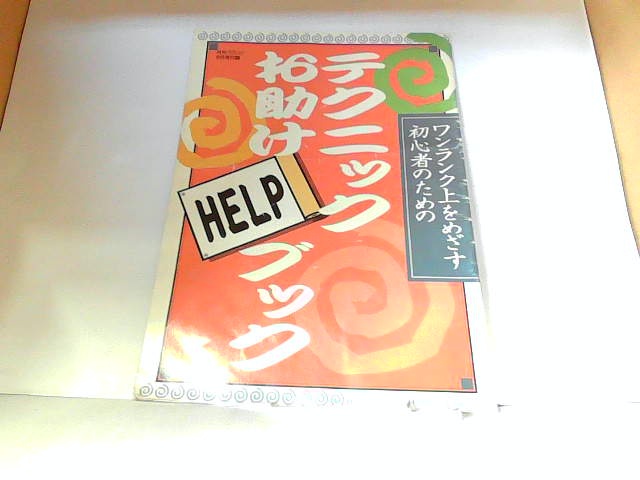 ワンランク上をめざす
初心者のための
テクニック
お助け
HELP
ブック